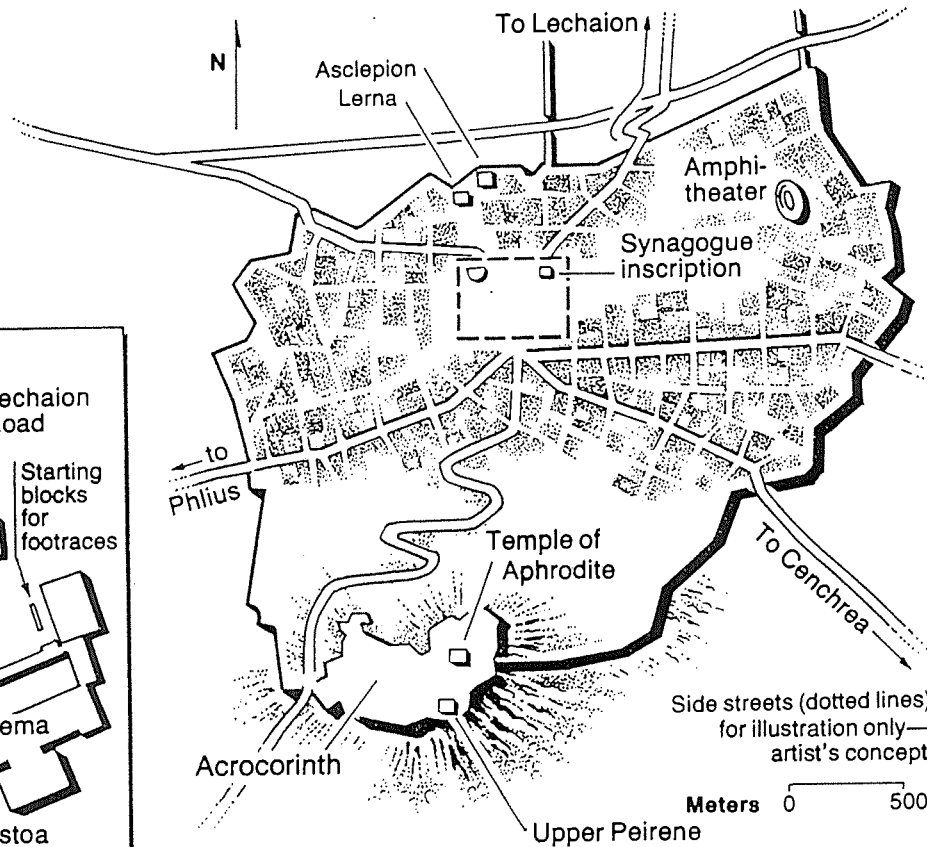 To Lechaion
N
Asclepion
Lerna
Amphi-
theater
Synagogue
inscription
to
Phlius
Temple of
Aphrodite
To Cenchrea
Acrocorinth
Upper Peirene
Side streets (dotted lines)
for illustration only—
artist's concept
Meters 0 500
echaion
oad
Starting
blocks
for
footraces
ema
stoa